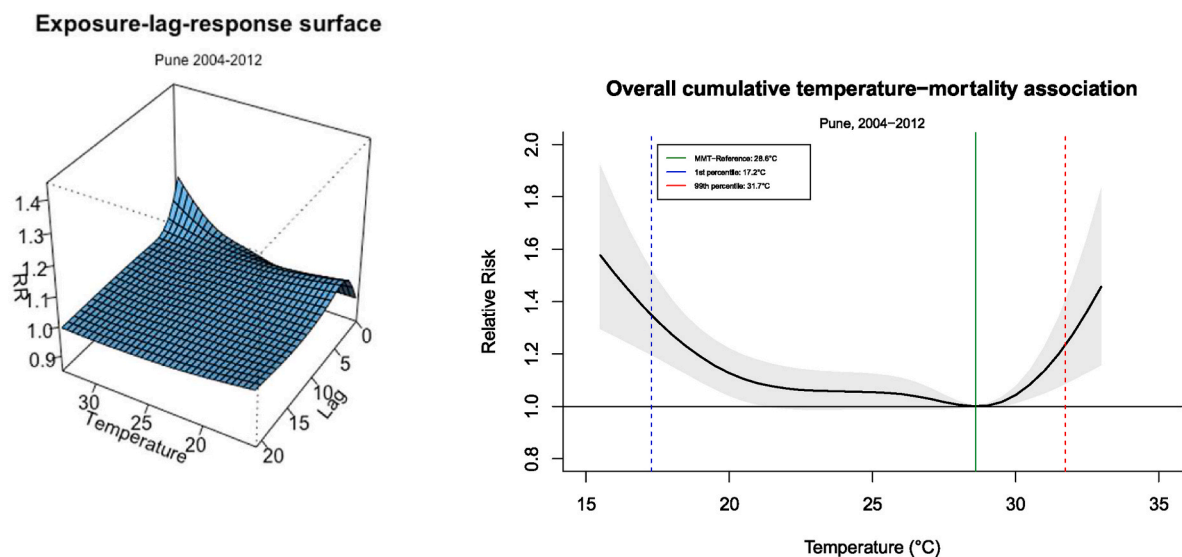 Exposure-lag-response surface
Pune 2004-2012
1.4
1.3
1.2
1.1
1.0
0.9
RR
30
25
20
Temperature
0
5
10
15
20
Lag
Overall cumulative temperature−mortality association
Pune, 2004−2012
MMT−Reference: 28.6°C
1st percentile: 17.2°C
99th percentile: 31.7°C
2.0
1.8
1.6
1.4
1.2
1.0
0.8
Relative Risk
15 20 25 30 35
Temperature (°C)